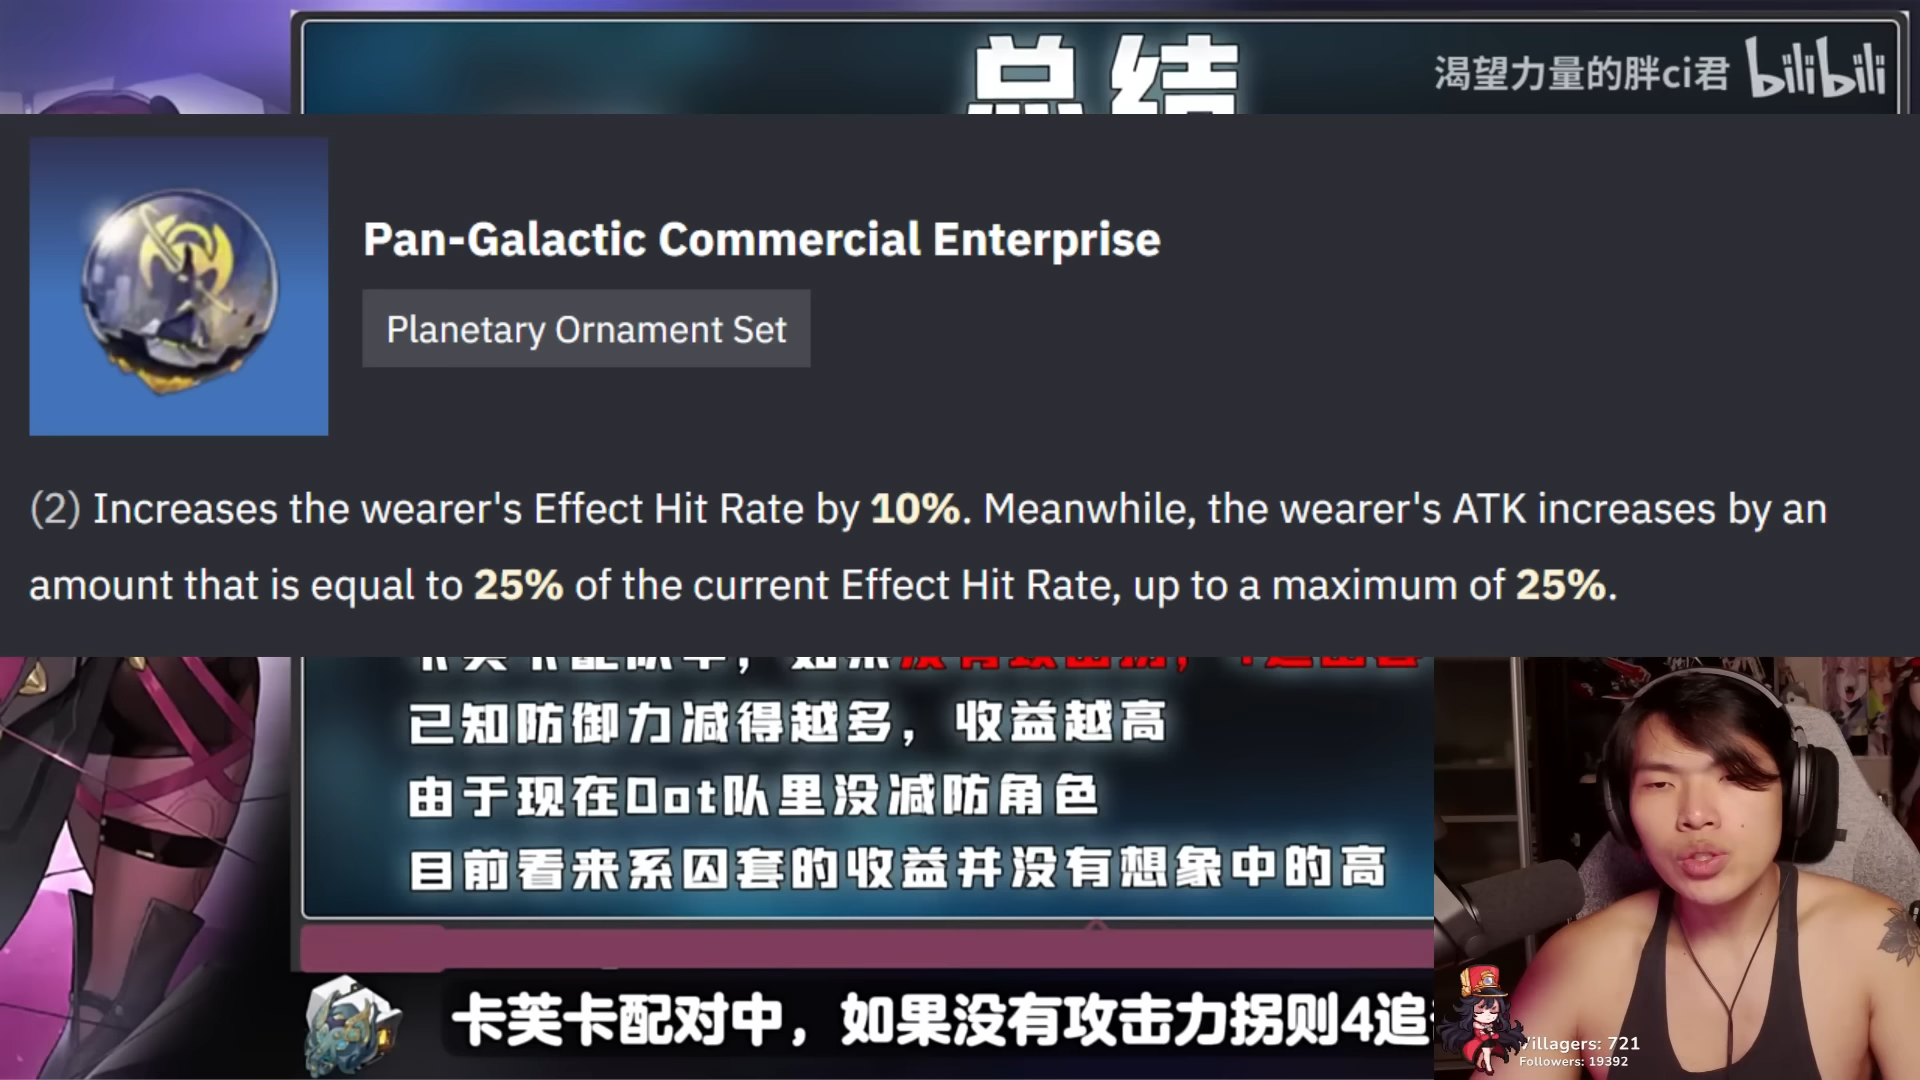 总结
渴望力量的胖ci君 bilibili
Pan-Galactic Commercial Enterprise
Planetary Ornament Set
(2) Increases the wearer's Effect Hit Rate by 10%. Meanwhile, the wearer's ATK increases by an
amount that is equal to 25% of the current Effect Hit Rate, up to a maximum of 25%.
已知防御力减得越多，收益越高
由于现在Dot队里没减防角色
目前看来系囚套的收益并没有想象中的高
卡芙卡配对中，如果没有攻击力拐则4追
Villagers: 721
Followers: 19392